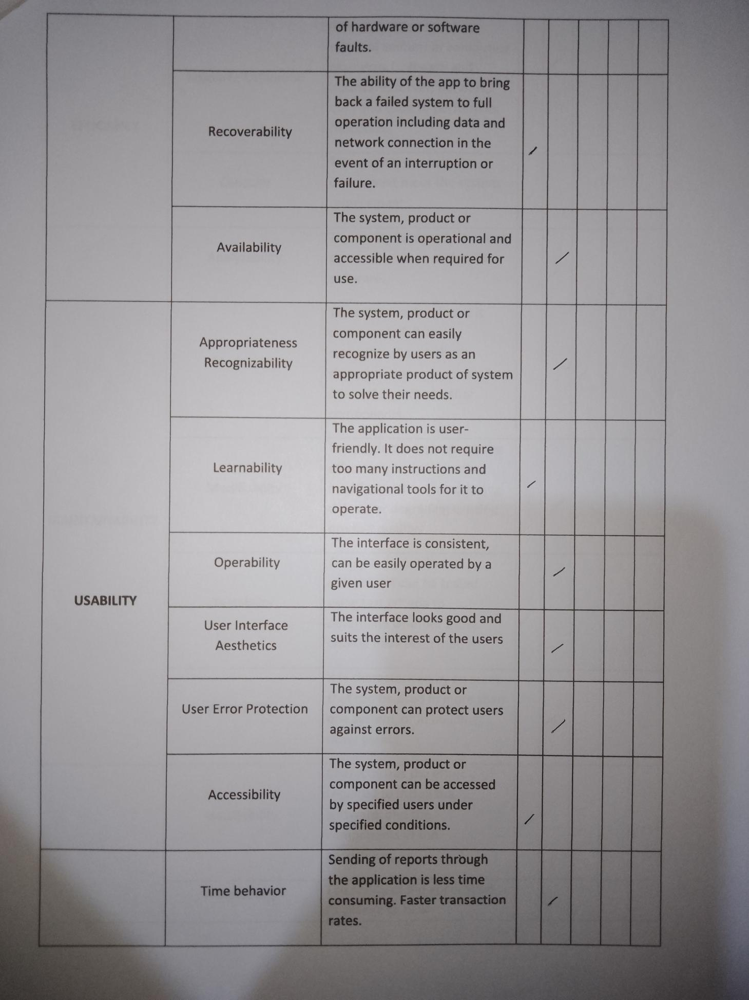 of hardware or software
faults.
Recoverability
The ability of the app to bring
back a failed system to full
operation including data and
network connection in the
event of an interruption or
failure.
/
Availability
The system, product or
component is operational and
accessible when required for
use.
/
USABILITY
Appropriateness
Recognizability
The system, product or
component can easily
recognize by users as an
appropriate product of system
to solve their needs.
/
Learnability
The application is user-
friendly. It does not require
too many instructions and
navigational tools for it to
operate.
/
Operability
The interface is consistent,
can be easily operated by a
given user
/
User Interface
Aesthetics
The interface looks good and
suits the interest of the users
/
User Error Protection
The system, product or
component can protect users
against errors.
/
Accessibility
The system, product or
component can be accessed
by specified users under
specified conditions.
/
Time behavior
Sending of reports through
the application is less time
consuming. Faster transaction
rates.
/